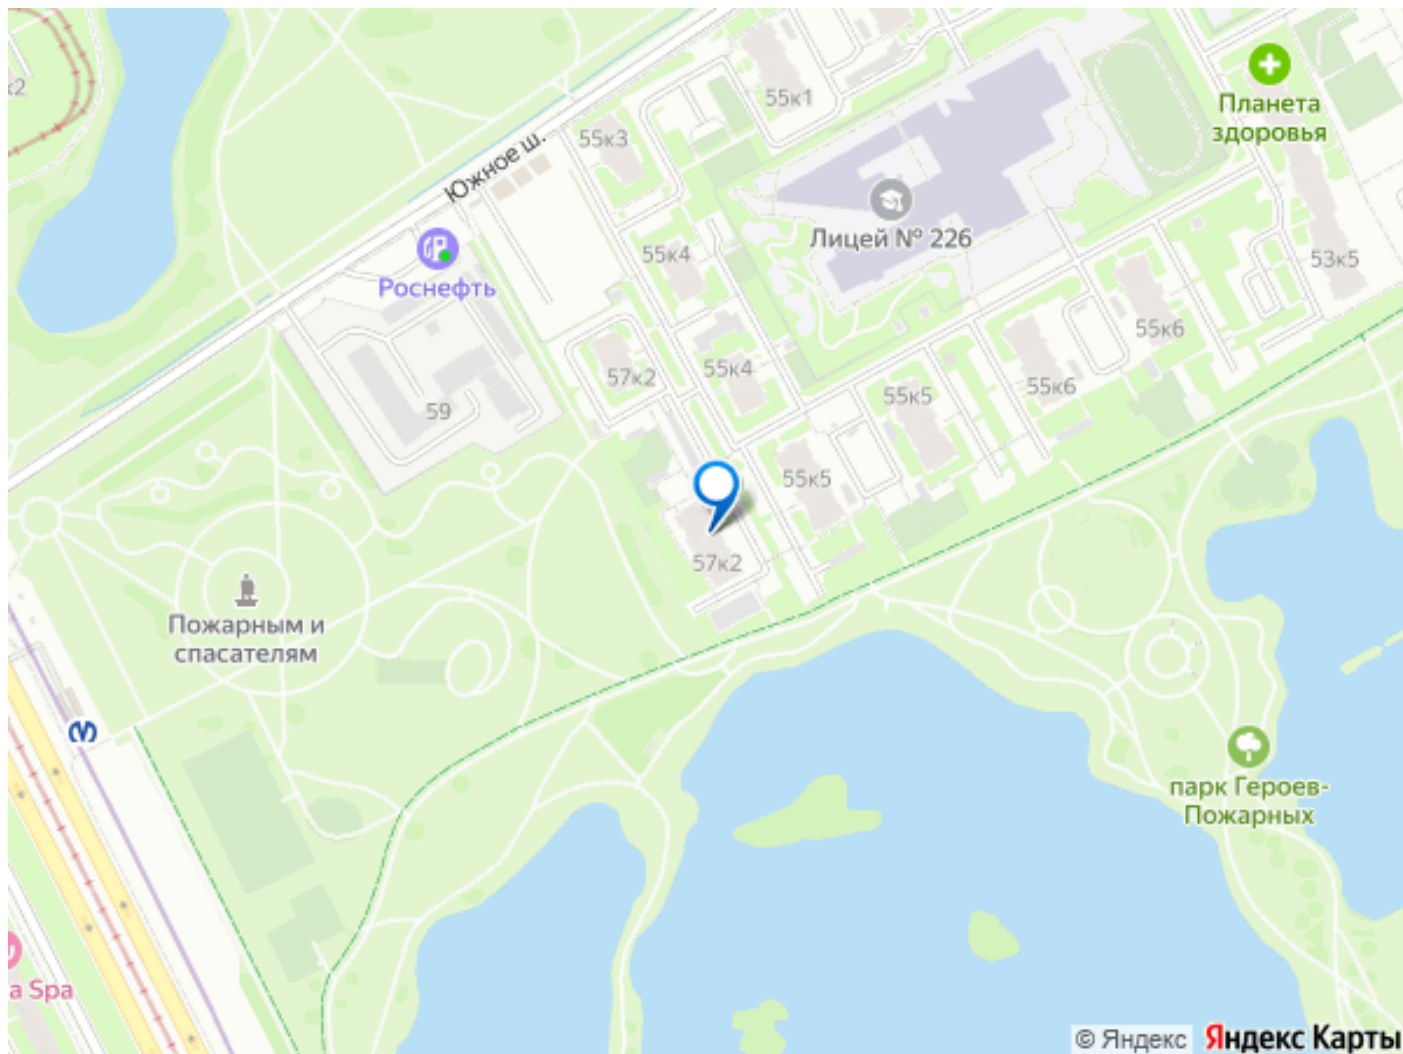 к2
55к1
Планета
здоровья
55к3
Южное ш.
Лицей № 226
55к4
53к5
Роснефть
55к6
57к2
55к4
55к5
55к6
59
55к5
57к2
Пожарным и
спасателям
парк Героев-
Пожарных
a Spa
© Яндекс
Яндекс Карты